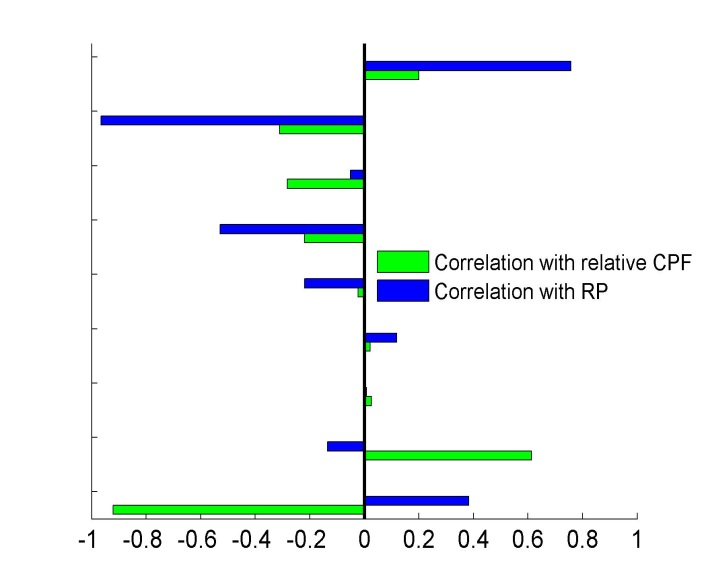 Correlation with relative CPF
Correlation with RP
-1 -0.8 -0.6 -0.4 -0.2 0 0.2 0.4 0.6 0.8 1